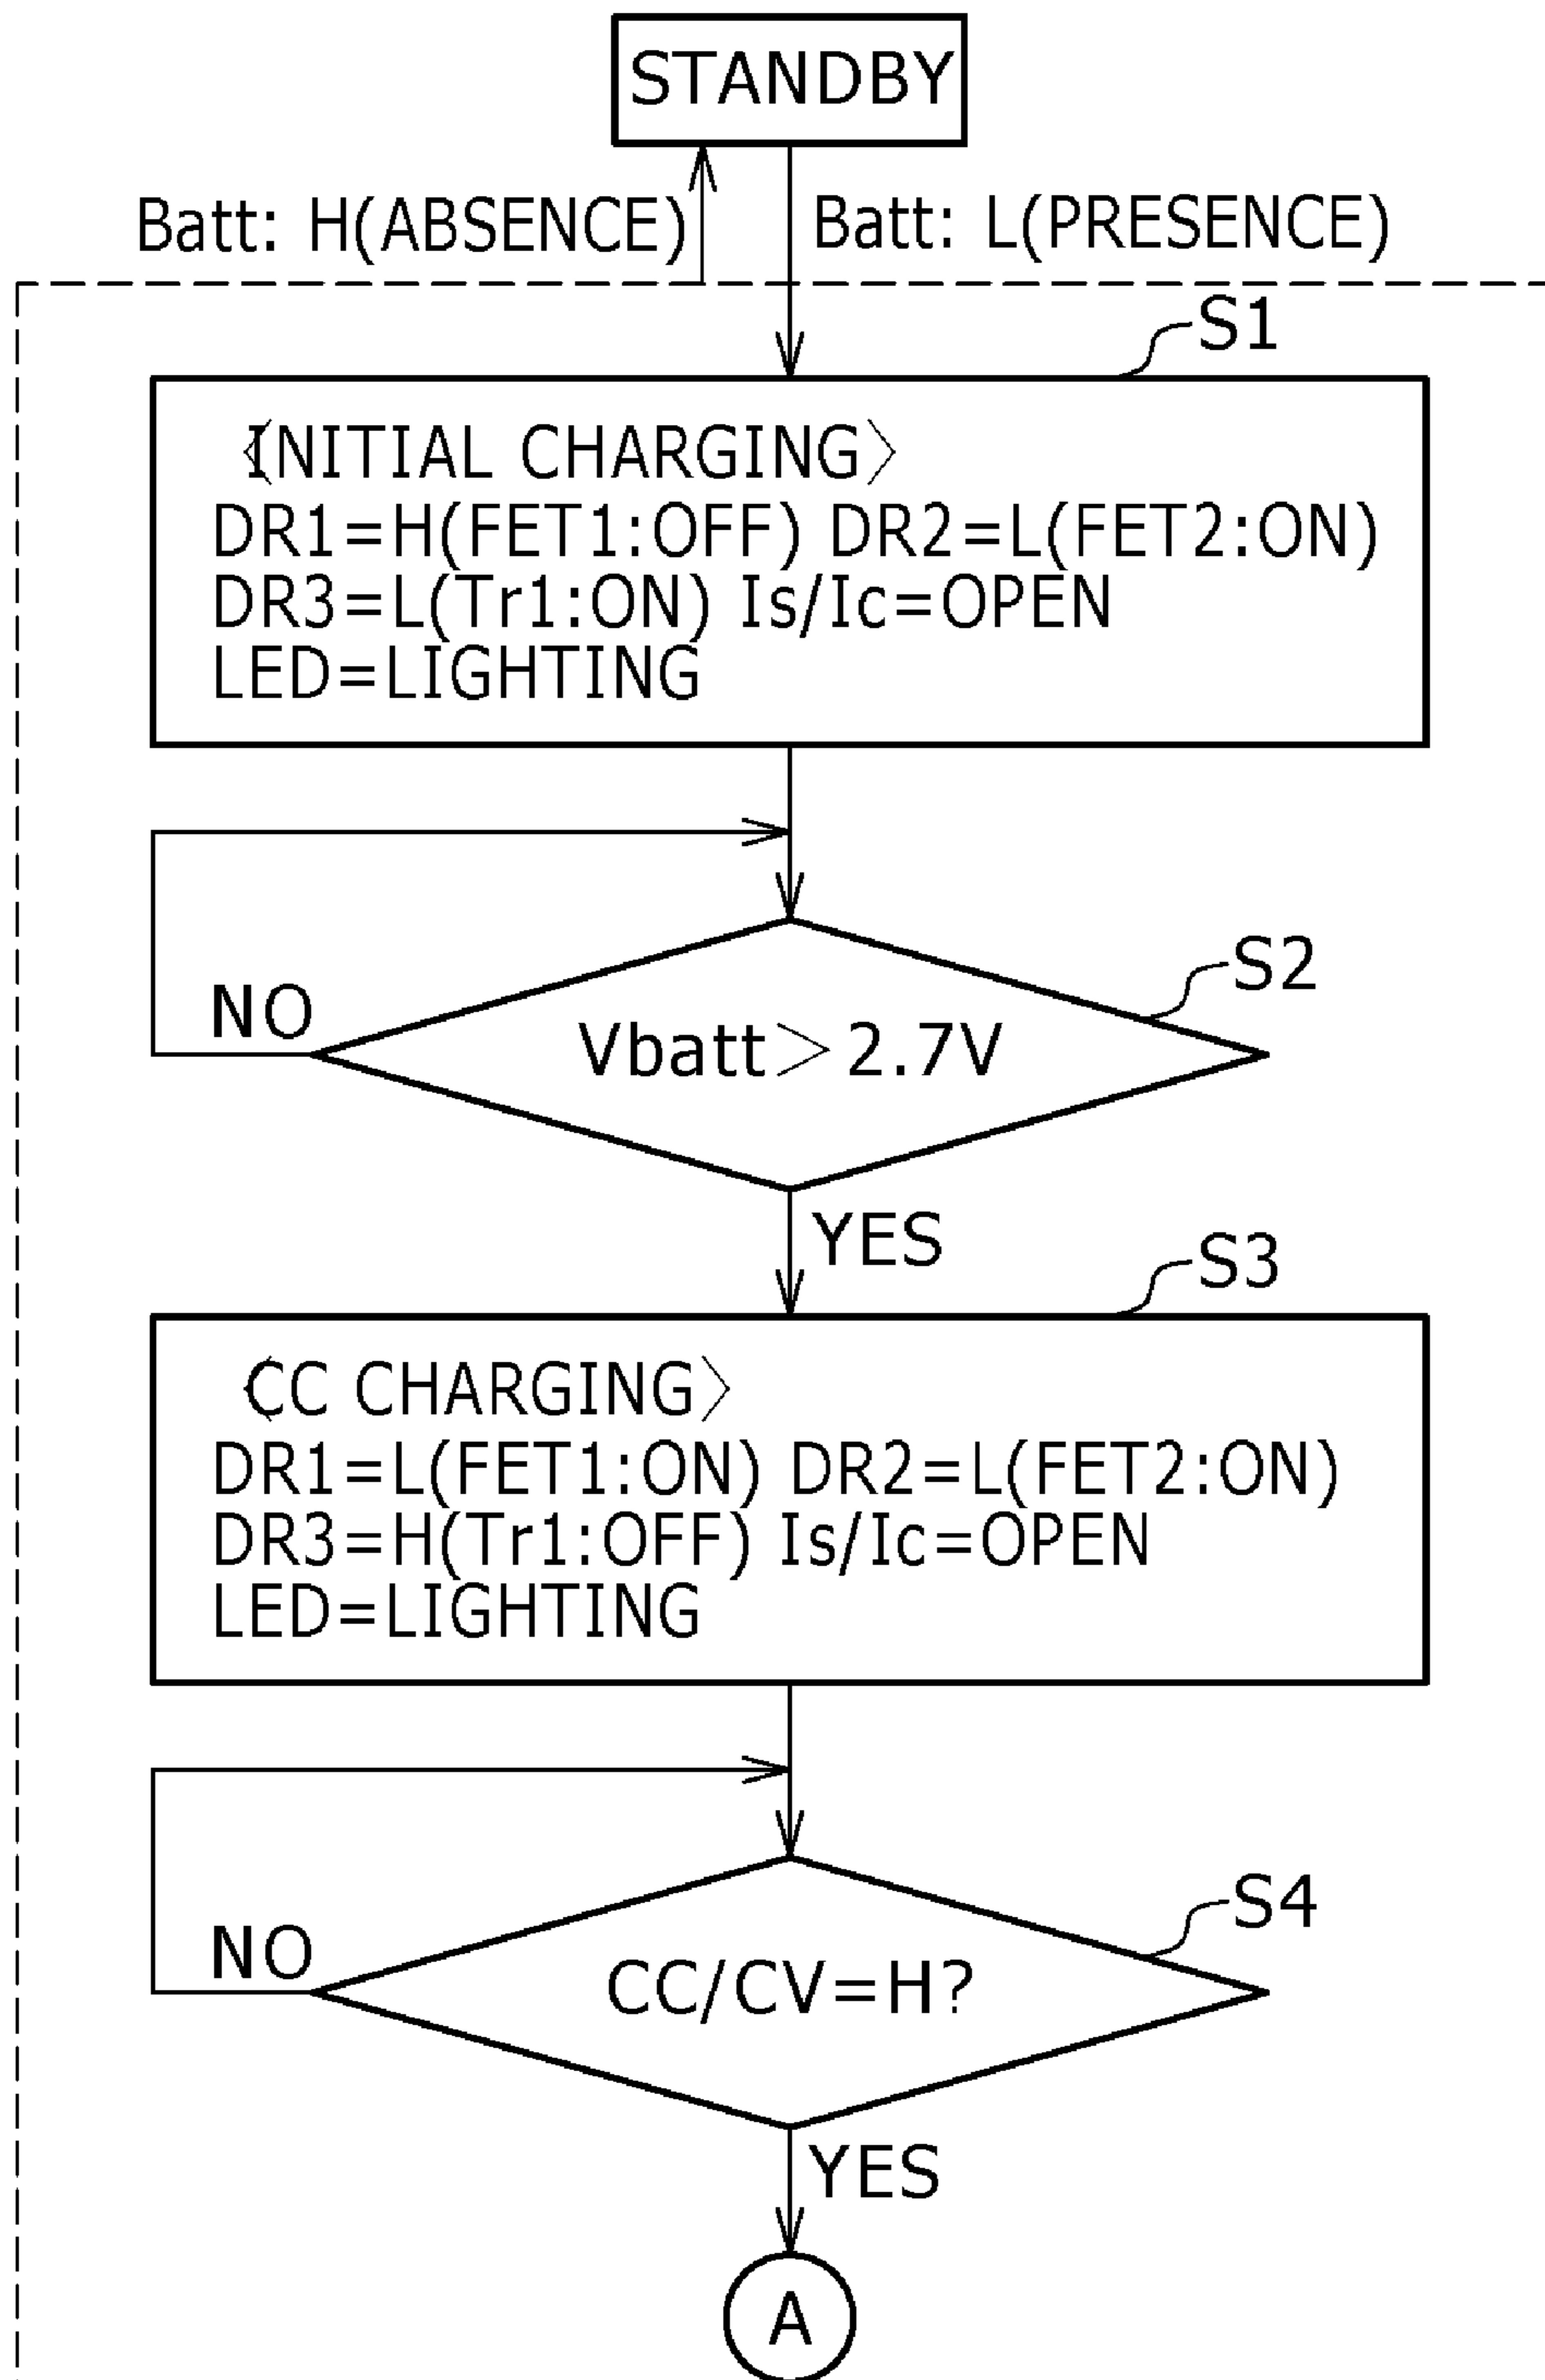 STANDBY
Batt: H(ABSENCE)
Batt: L(PRESENCE)
S1
〈INITIAL CHARGING〉
DR1=H(FET1:OFF) DR2=L(FET2:ON)
DR3=L(Tr1:ON) Is/Ic=OPEN
LED=LIGHTING
S2
NO
Vbatt>2.7V
YES
S3
〈CC CHARGING〉
DR1=L(FET1:ON) DR2=L(FET2:ON)
DR3=H(Tr1:OFF) Is/Ic=OPEN
LED=LIGHTING
S4
NO
CC/CV=H?
YES
A